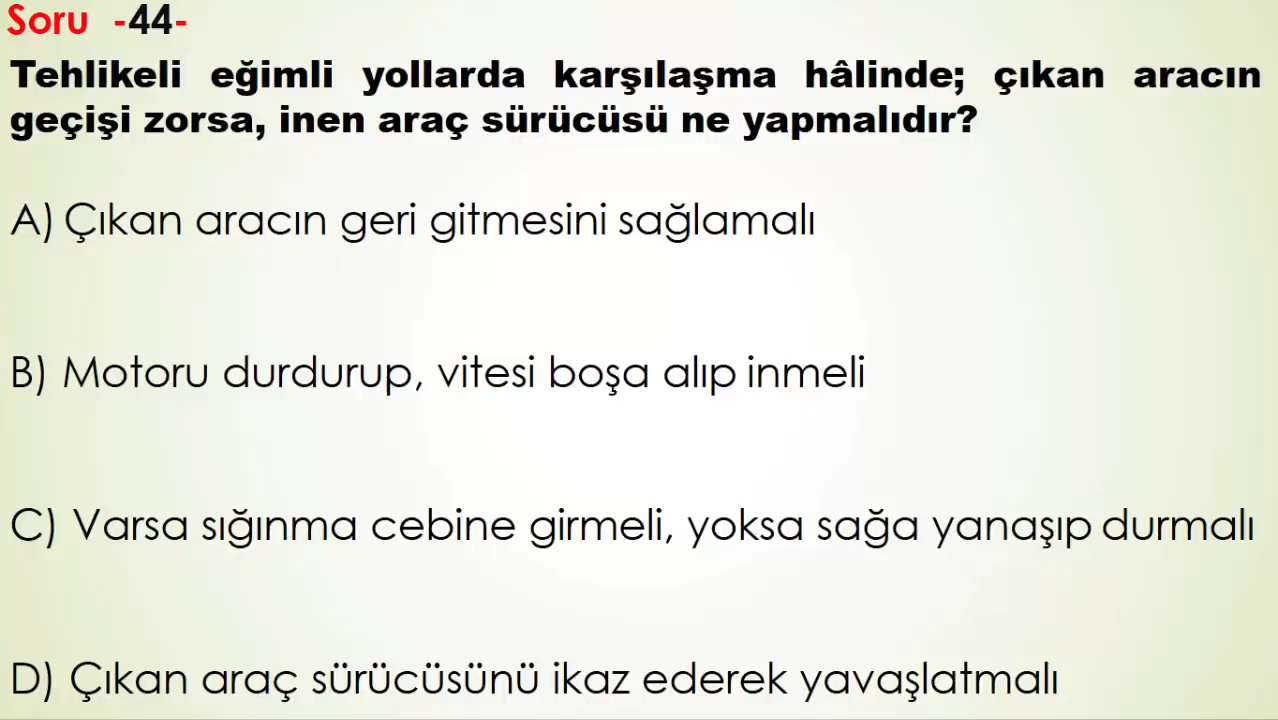 Soru -44-
Tehlikeli eğimli yollarda karşılaşma hâlinde; çıkan aracın
geçişi zorsa, inen araç sürücüsü ne yapmalıdır?
A) Çıkan aracın geri gitmesini sağlamalı
B) Motoru durdurup, vitesi boşa alıp inmeli
C) Varsa sığınma cebine girmeli, yoksa sağa yanaşıp durmalı
D) Çıkan araç sürücüsünü ikaz ederek yavaşlatmalı